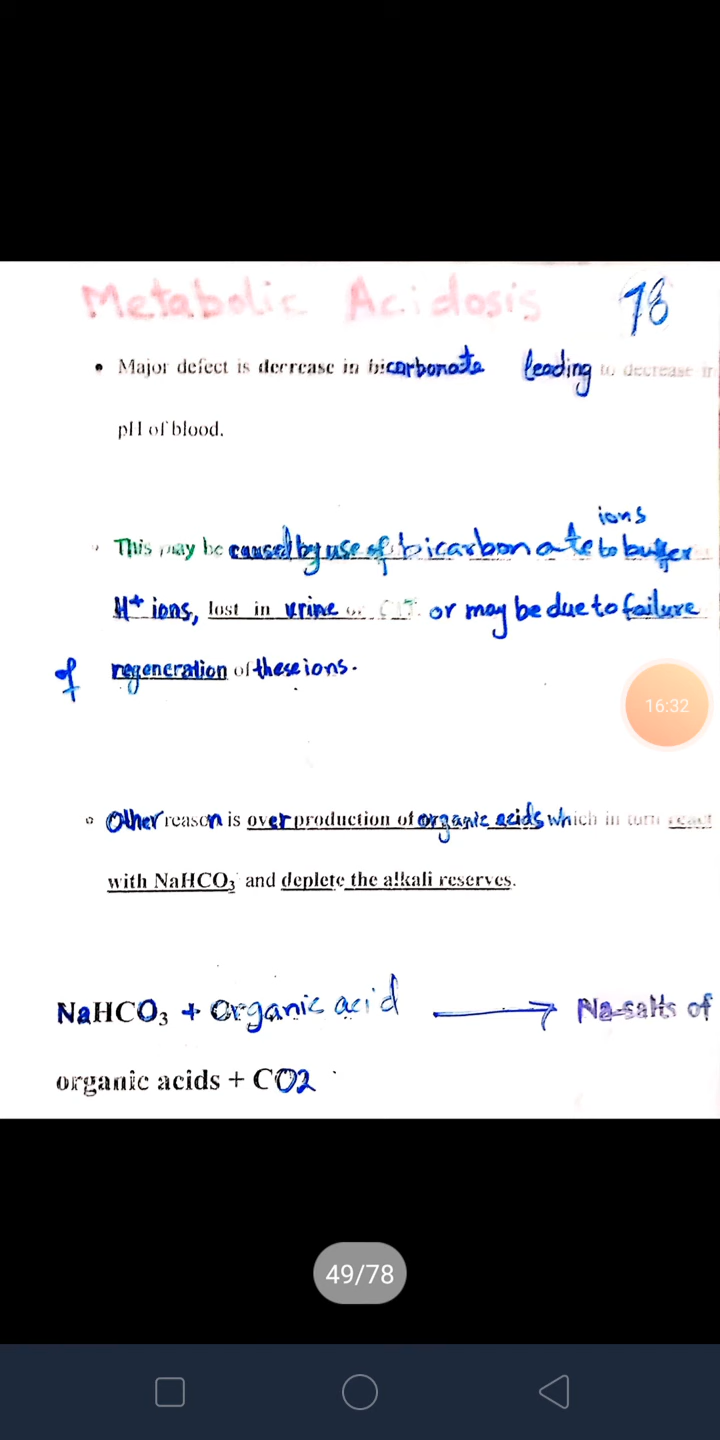 Metabolic Acidosis 78
• Major defect is decrease in bicarbonate leading to decrease in
pH of blood.
ions
This may be caused by use of bicarbonate to buffer
H+ ions, lost in urine or GIT or may be due to failure
of regeneration of these ions.
16:32
Other reason is over production of organic acids which in turn react
with NaHCO3 and deplete the alkali reserves.
NaHCO3 + Organic acid → Na-salts of
organic acids + CO2
49/78